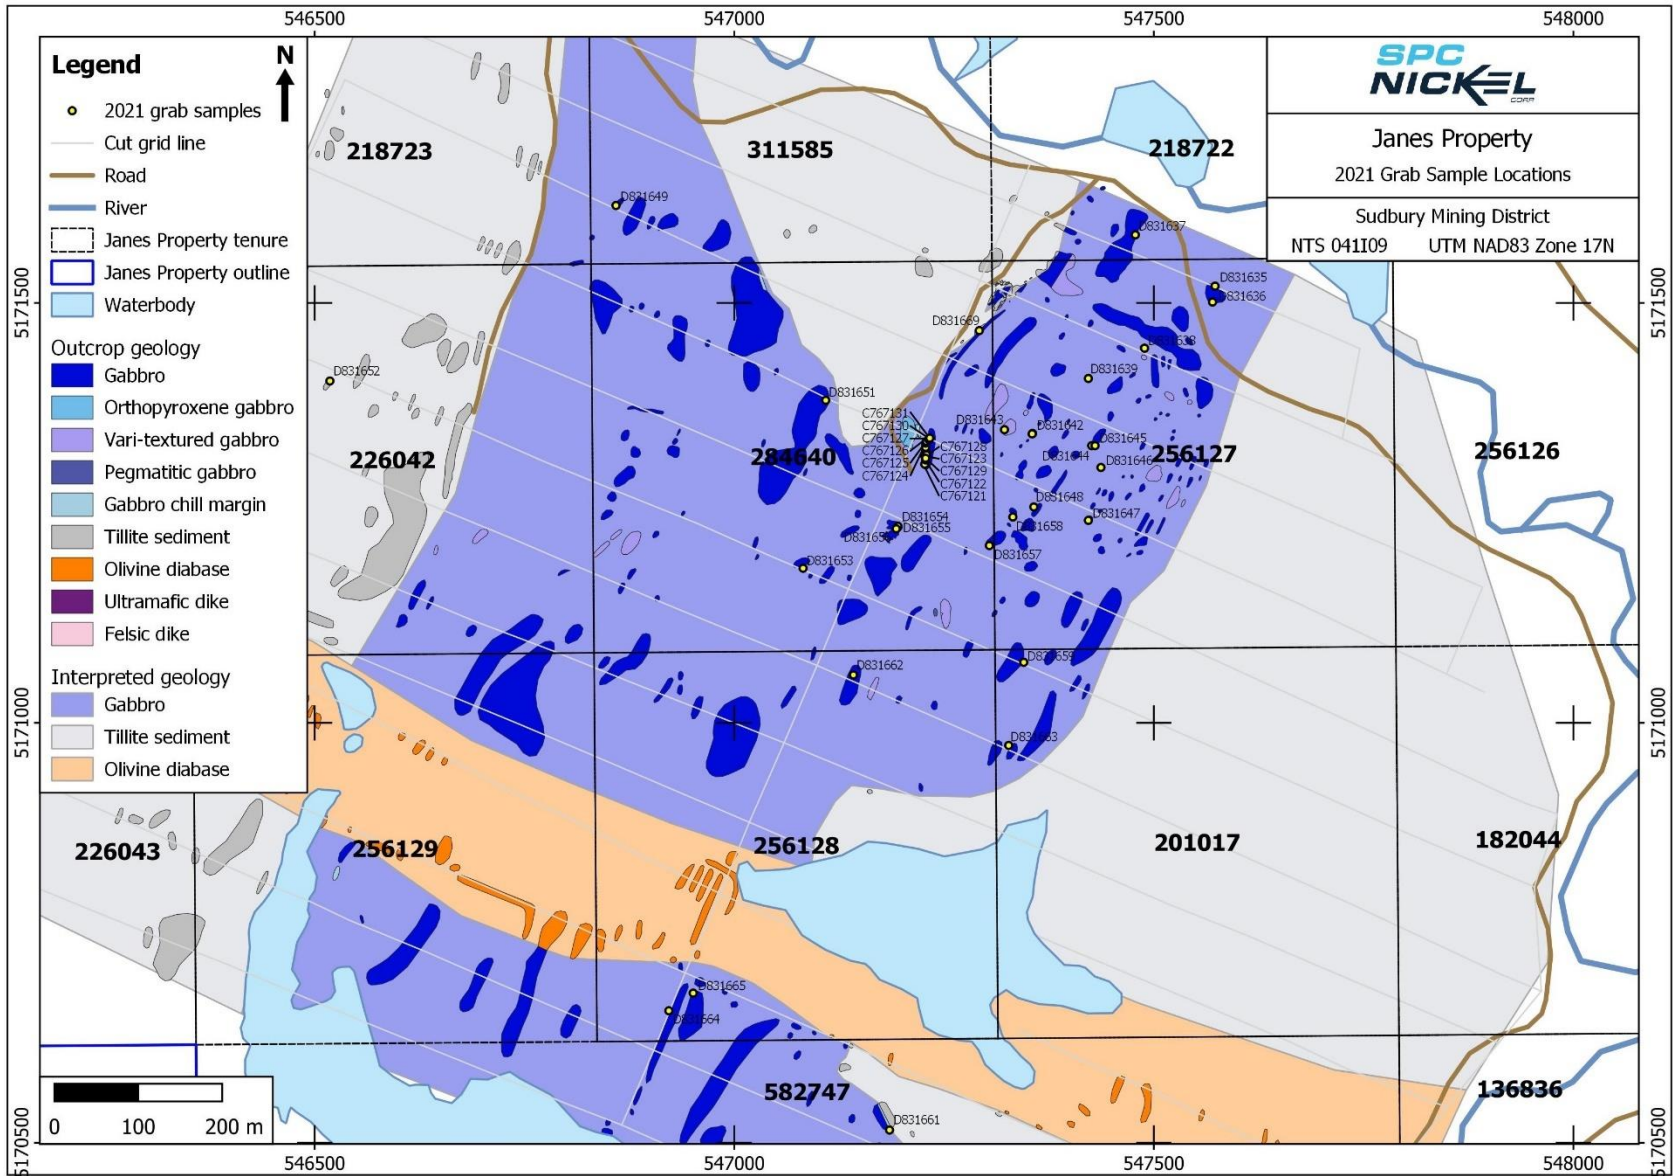 546500
547000
547500
548000
Legend
N
2021 grab samples
Cut grid line
Road
River
Janes Property tenure
Janes Property outline
Waterbody
Outcrop geology
Gabbro
Orthopyroxene gabbro
Vari-textured gabbro
Pegmatitic gabbro
Gabbro chill margin
Tillite sediment
Olivine diabase
Ultramafic dike
Felsic dike
Interpreted geology
Gabbro
Tillite sediment
Olivine diabase
SPC
NICKEL
CORP
Janes Property
2021 Grab Sample Locations
Sudbury Mining District
NTS 041I09 UTM NAD83 Zone 17N
218723
311585
218722
D831649
D831637
D831635
D831636
5171500
5171500
D831669
D831638
D831652
D831639
D831651
C767131
C767130
C767127
C767126
C767125
C767124
C767128
C767123
C767129
C767122
C767121
D831643
D831642
D831645
D831644
D831646
226042
284640
256127
256126
D831648
D831647
D831654
D831655
D831658
D831657
D831653
D831659
D831662
5171000
5171000
D831663
226043
256129
256128
201017
182044
D831665
D831664
582747
136836
D831661
0 100 200 m
5170500
5170500
546500
547000
547500
548000